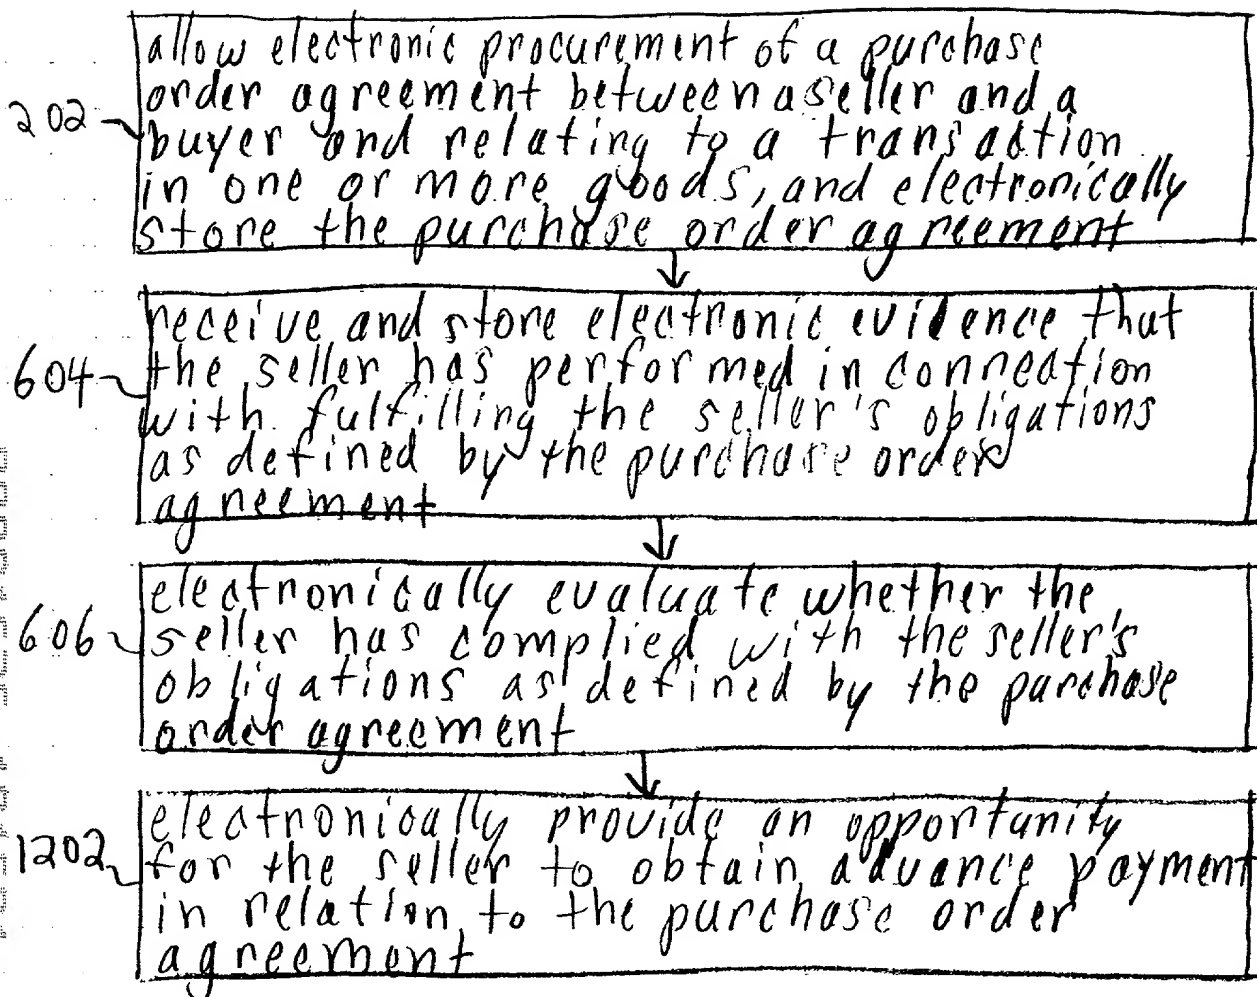 allow electronic procurement of a purchase
order agreement between a seller and a
202 buyer and relating to a transaction
in one or more goods, and electronically
store the purchase order agreement
receive and store electronic evidence that
604 the seller has performed in connection
with fulfilling the seller's obligations
as defined by the purchase order
agreement
electronically evaluate whether the
606 seller has complied with the seller's
obligations as defined by the purchase
order agreement
electronically provide an opportunity
1202 for the seller to obtain advance payment
in relation to the purchase order
agreement